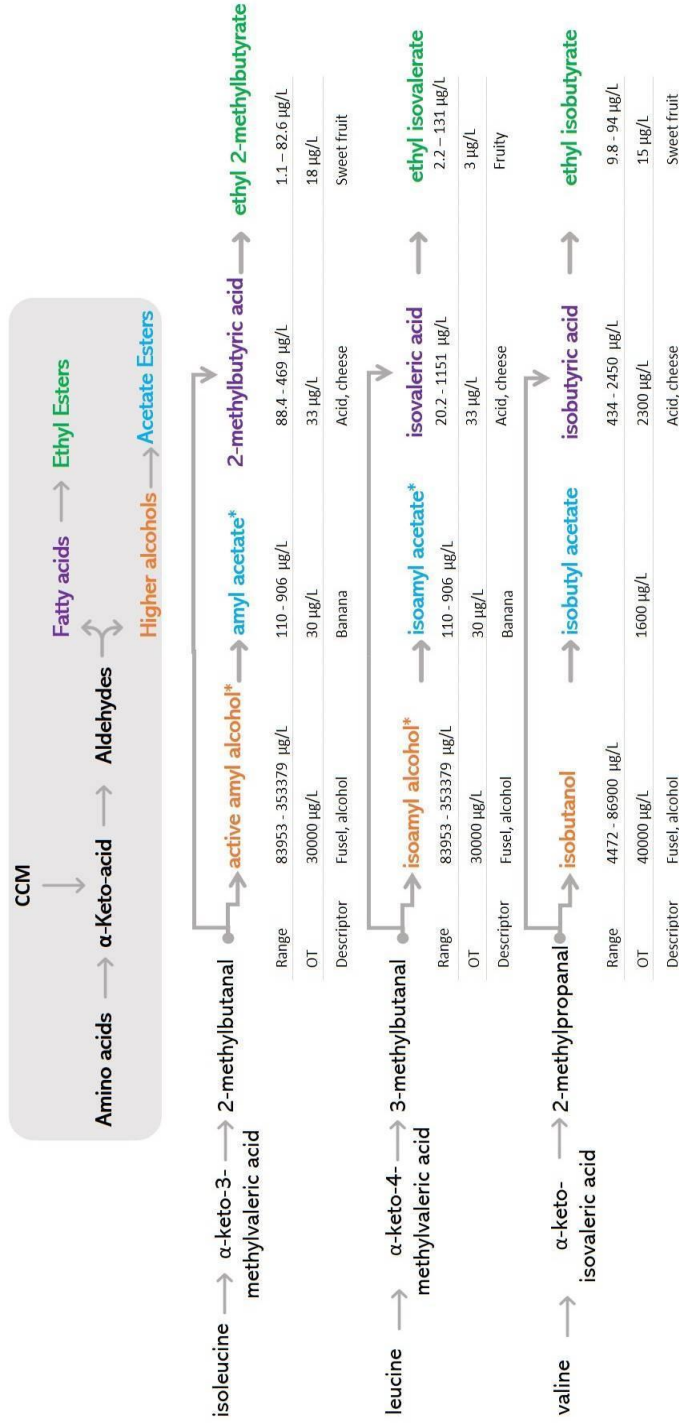 CCM
Amino acids
α-Keto-acid
Aldehydes
Fatty acids
Ethyl Esters
Higher alcohols
Acetate Esters
isoleucine
α-keto-3-
methylvaleric acid
2-methylbutanal
active amyl alcohol*
amyl acetate*
2-methylbutyric acid
ethyl 2-methylbutyrate
Range 83953 - 353379 µg/L 110 - 906 µg/L 88.4 - 469 µg/L 1.1 – 82.6 µg/L
OT 30000 µg/L 30 µg/L 33 µg/L 18 µg/L
Descriptor Fusel, alcohol Banana Acid, cheese Sweet fruit
leucine
α-keto-4-
methylvaleric acid
3-methylbutanal
isoamyl alcohol*
isoamyl acetate*
isovaleric acid
ethyl isovalerate
Range 83953 - 353379 µg/L 110 - 906 µg/L 20.2 - 1151 µg/L 2.2 – 131 µg/L
OT 30000 µg/L 30 µg/L 33 µg/L 3 µg/L
Descriptor Fusel, alcohol Banana Acid, cheese Fruity
valine
α-keto-
isovaleric acid
2-methylpropanal
isobutanol
isobutyl acetate
isobutyric acid
ethyl isobutyrate
Range 4472 - 86900 µg/L 434 - 2450 µg/L 9.8 - 94 µg/L
OT 40000 µg/L 1600 µg/L 2300 µg/L 15 µg/L
Descriptor Fusel, alcohol Acid, cheese Sweet fruit